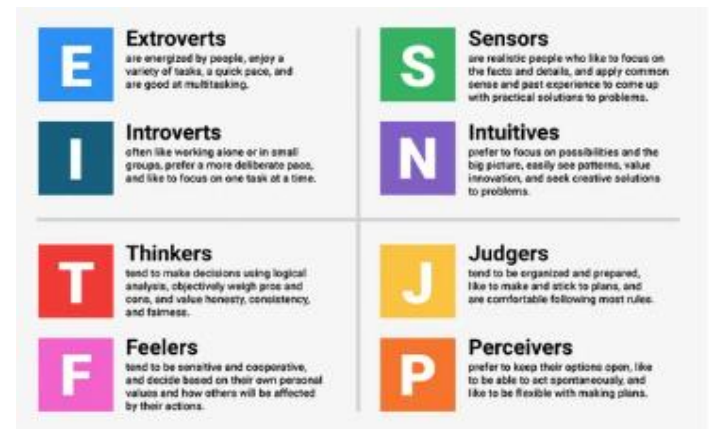 E
Extroverts
are energized by people, enjoy a
variety of tasks, a quick pace, and
are good at multitasking.
I
Introverts
often like working alone or in small
groups, prefer a more deliberate pace,
and like to focus on one task at a time.
S
Sensors
are realistic people who like to focus on
the facts and details, and apply common
sense and past experience to come up
with practical solutions to problems.
N
Intuitives
prefer to focus on possibilities and the
big picture, easily see patterns, value
innovation, and seek creative solutions
to problems.
T
Thinkers
tend to make decisions using logical
analysis, objectively weigh pros and
cons, and value honesty, consistency,
and fairness.
F
Feelers
tend to be sensitive and cooperative,
and decide based on their own personal
values and how others will be affected
by their actions.
J
Judgers
tend to be organized and prepared,
like to make and stick to plans, and
are comfortable following most rules.
P
Perceivers
prefer to keep their options open, like
to be able to act spontaneously, and
like to be flexible with making plans.